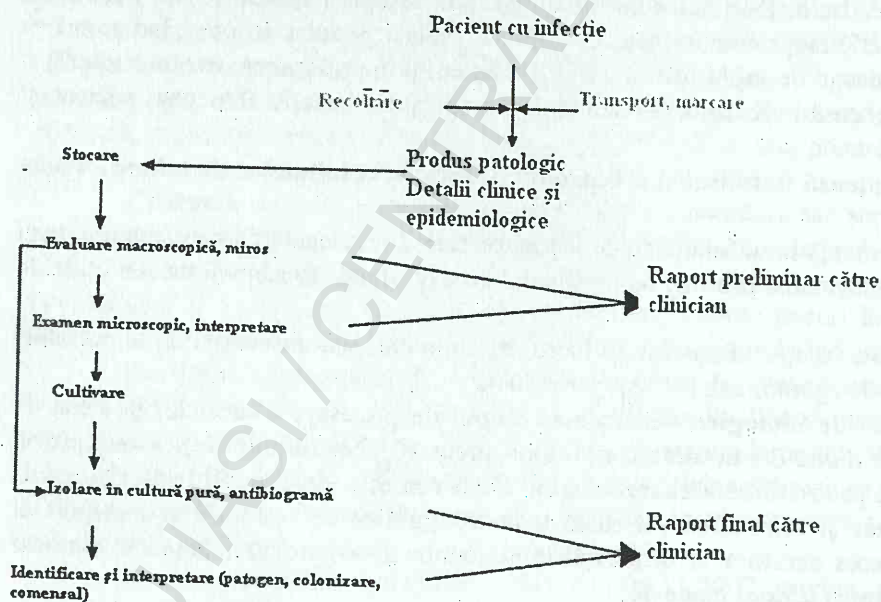 Pacient cu infecție
Recoltare
Transport, marcare
Stocare
Produs patologic
Detalii clinice și
epidemiologice
Evaluare macroscopică, miros
Raport preliminar către
clinician
Examen microscopic, interpretare
Cultivare
Izolare în cultură pură, antibiogramă
Raport final către
clinician
Identificare și interpretare (patogen, colonizare,
comensal)
IASI / CENTRAL